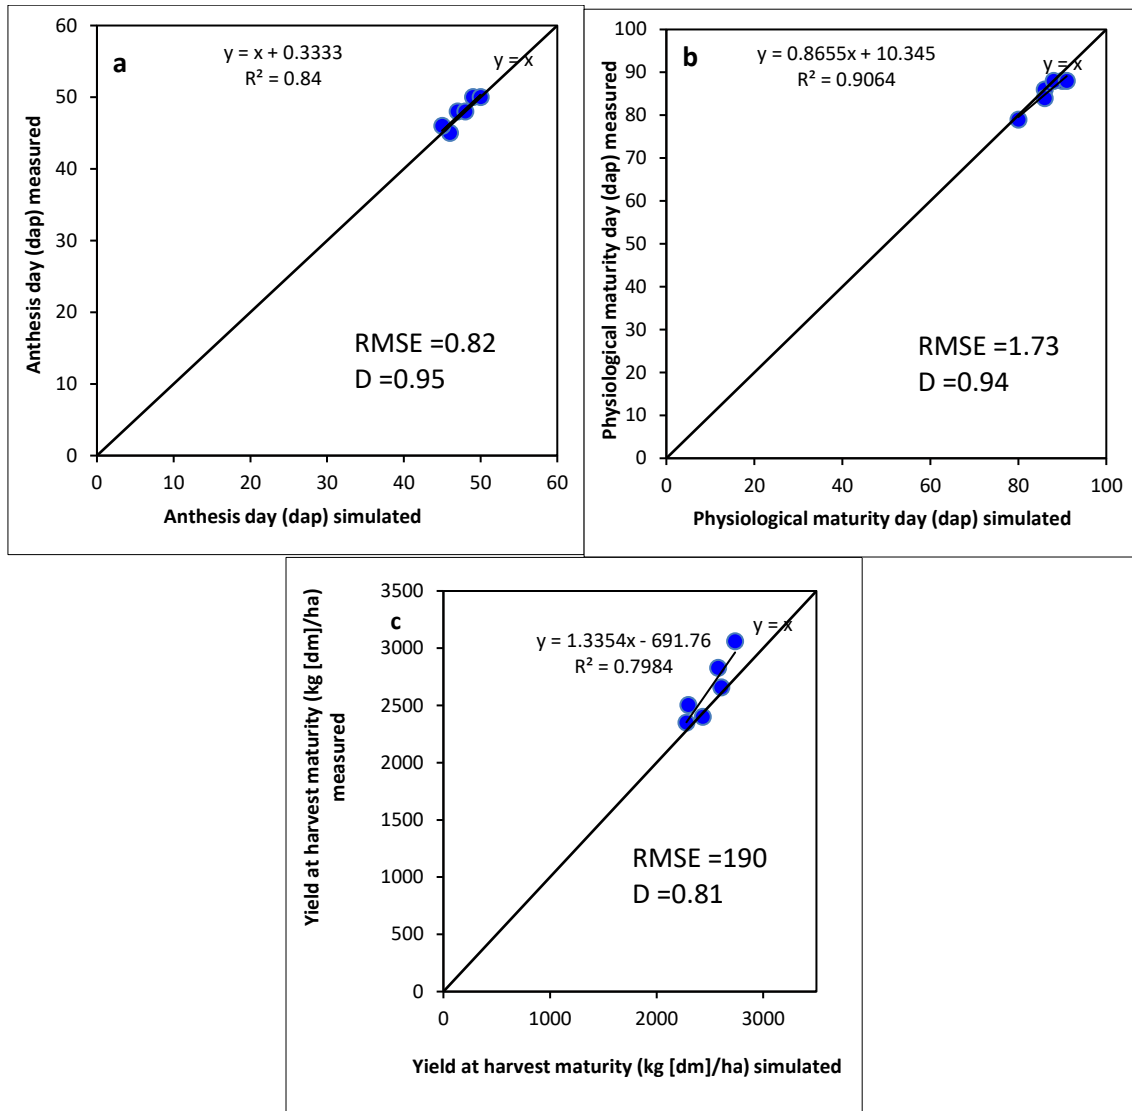 a
y = x + 0.3333
R² = 0.84
y = x
60
50
40
30
20
10
0
0 10 20 30 40 50 60
Anthesis day (dap) measured
Anthesis day (dap) simulated
RMSE =0.82
D =0.95
b
y = 0.8655x + 10.345
R² = 0.9064
y = x
100
90
80
70
60
50
40
30
20
10
0
0 20 40 60 80 100
Physiological maturity day (dap) measured
Physiological maturity day (dap) simulated
RMSE =1.73
D =0.94
c
y = 1.3354x - 691.76
R² = 0.7984
y = x
3500
3000
2500
2000
1500
1000
500
0
0 1000 2000 3000
Yield at harvest maturity (kg [dm]/ha)
measured
Yield at harvest maturity (kg [dm]/ha) simulated
RMSE =190
D =0.81